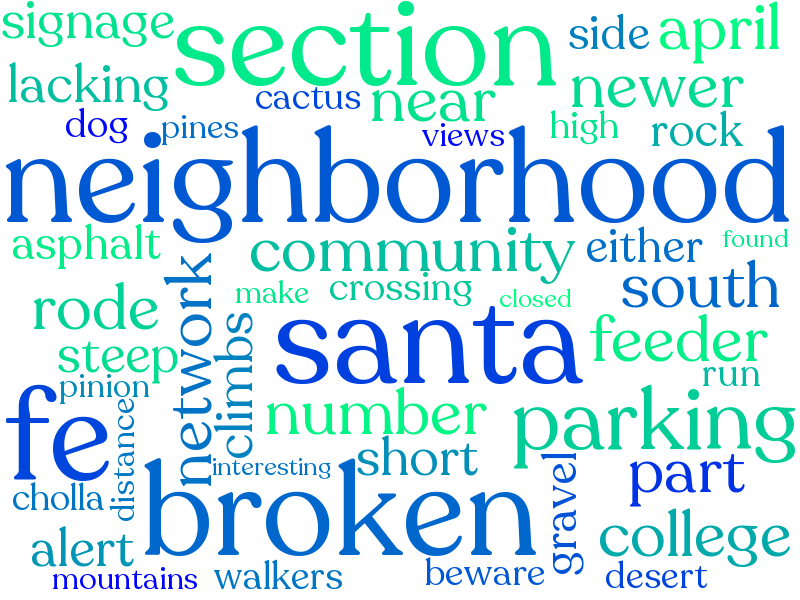 signage
section
side
april
lacking
cactus
near
newer
dog
pines
views
high
rock
neighborhood
asphalt
community
either
found
network
make
crossing
closed
south
rode
climbs
santa
feeder
steep
run
pinion
distance
fe
number
parking
interesting
short
gravel
part
cholla
broken
college
alert
mountains
walkers
beware
desert